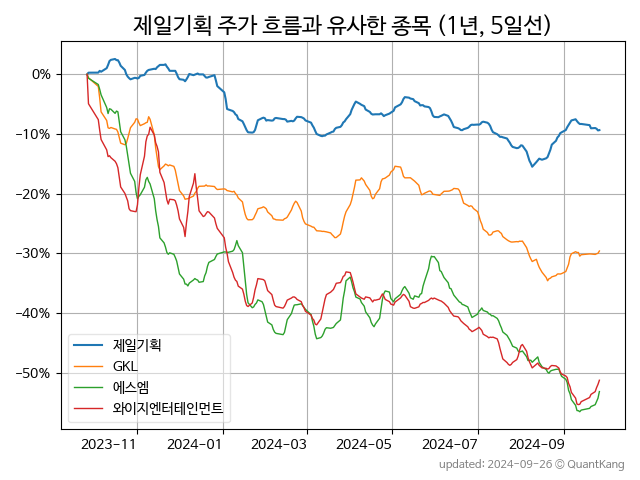 제일기획 주가 흐름과 유사한 종목 (1년, 5일선)
0%
−10%
−20%
−30%
−40%
−50%
제일기획
GKL
에스엠
와이지엔터테인먼트
2023−11
2024−01
2024−03
2024−05
2024−07
2024−09
updated: 2024-09-26 © QuantKang